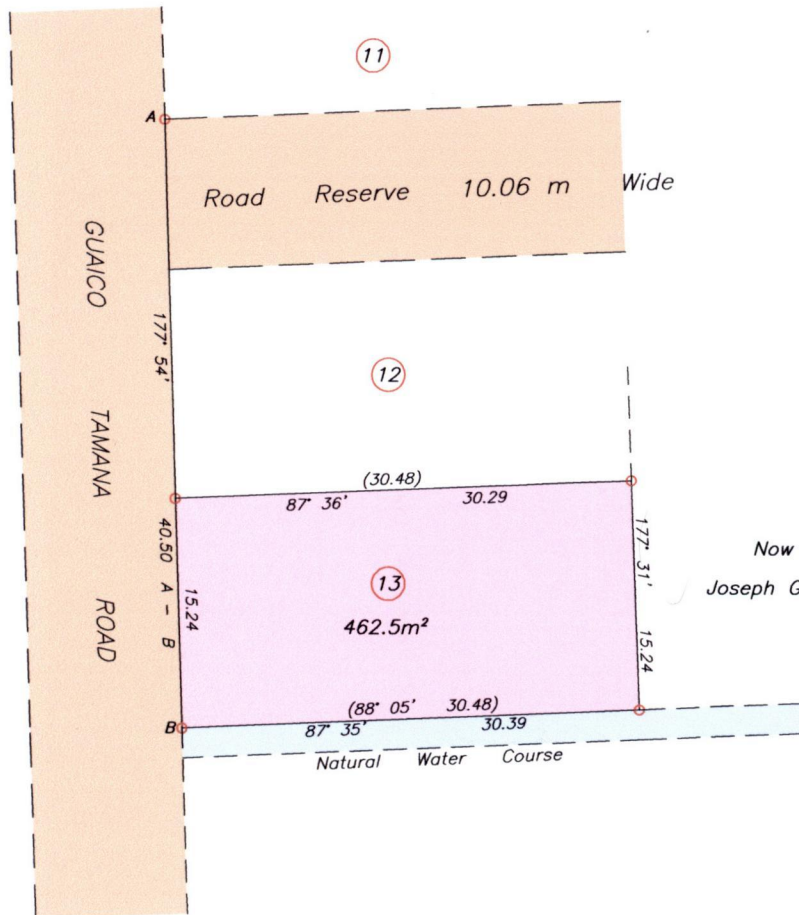 11
A
Road Reserve 10.06 m Wide
GUAICO TAMANA ROAD
177° 54'
12
(30.48)
87° 36' 30.29
40.50 A – B
15.24
13
462.5m²
177° 31'
15.24
Now
Joseph G
(88° 05' 30.48)
B
87° 35' 30.39
Natural Water Course